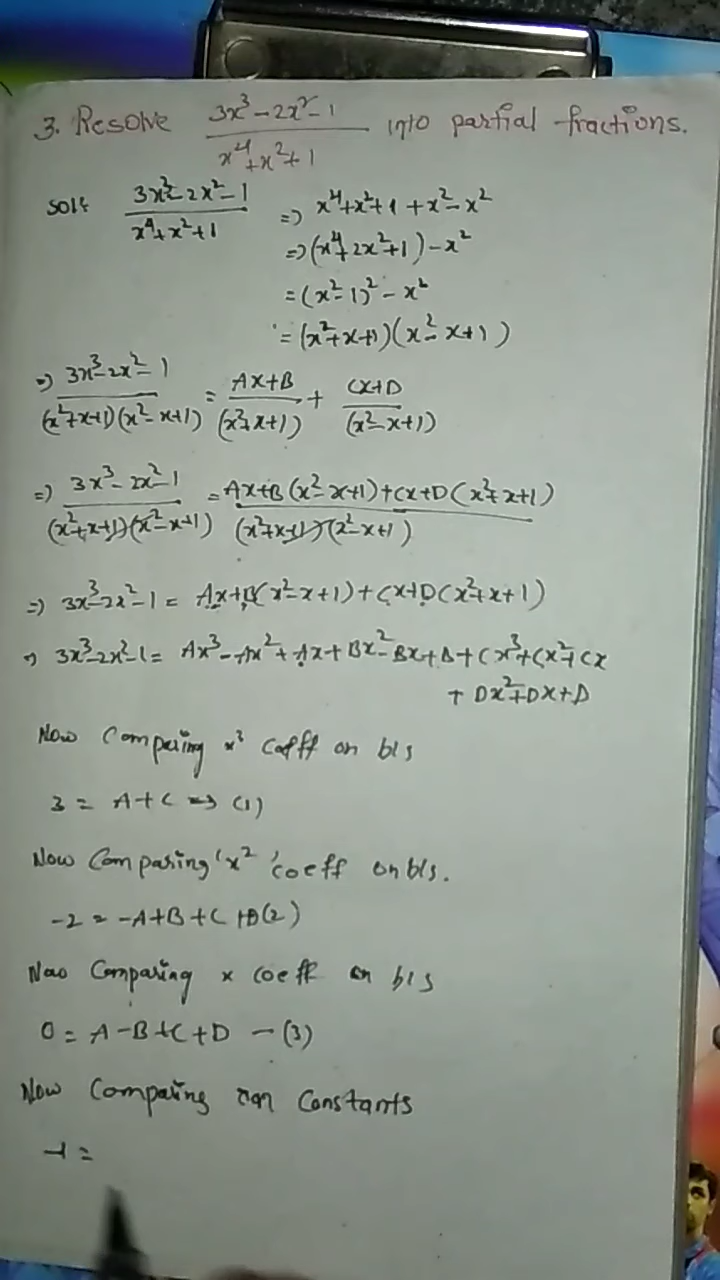 3. Resolve 3x³-2x²-1 / x⁴+x²+1 into partial fractions.
Sol: 3x²-2x²-1 / x⁴+x²+1 => x⁴+x²+1+x²-x²
=> (x⁴+2x²+1)-x²
= (x²-1)²-x²
= (x²+x+1)(x²-x+1)
=> 3x³-2x²-1 / (x²+x+1)(x²-x+1) = Ax+B / (x²+x+1) + Cx+D / (x²-x+1)
=> 3x³-2x²-1 / (x²+x+1)(x²-x+1) = Ax+B(x²-x+1)+Cx+D(x²+x+1) / (x²+x+1)(x²-x+1)
=> 3x³-2x²-1 = Ax+B(x²-x+1)+Cx+D(x²+x+1)
=> 3x³-2x²-1 = Ax³-Ax²+Ax+Bx²-Bx+B+Cx³+Cx²+Cx
+ Dx²+Dx+D
Now Comparing x³ Coeff on b/s
3 = A+C => (1)
Now Comparing 'x²' coeff on b/s.
-2 = -A+B+C+D(2)
Now Comparing x coeff on b/s
0 = A-B+C+D - (3)
Now Comparing Constants
-1 =